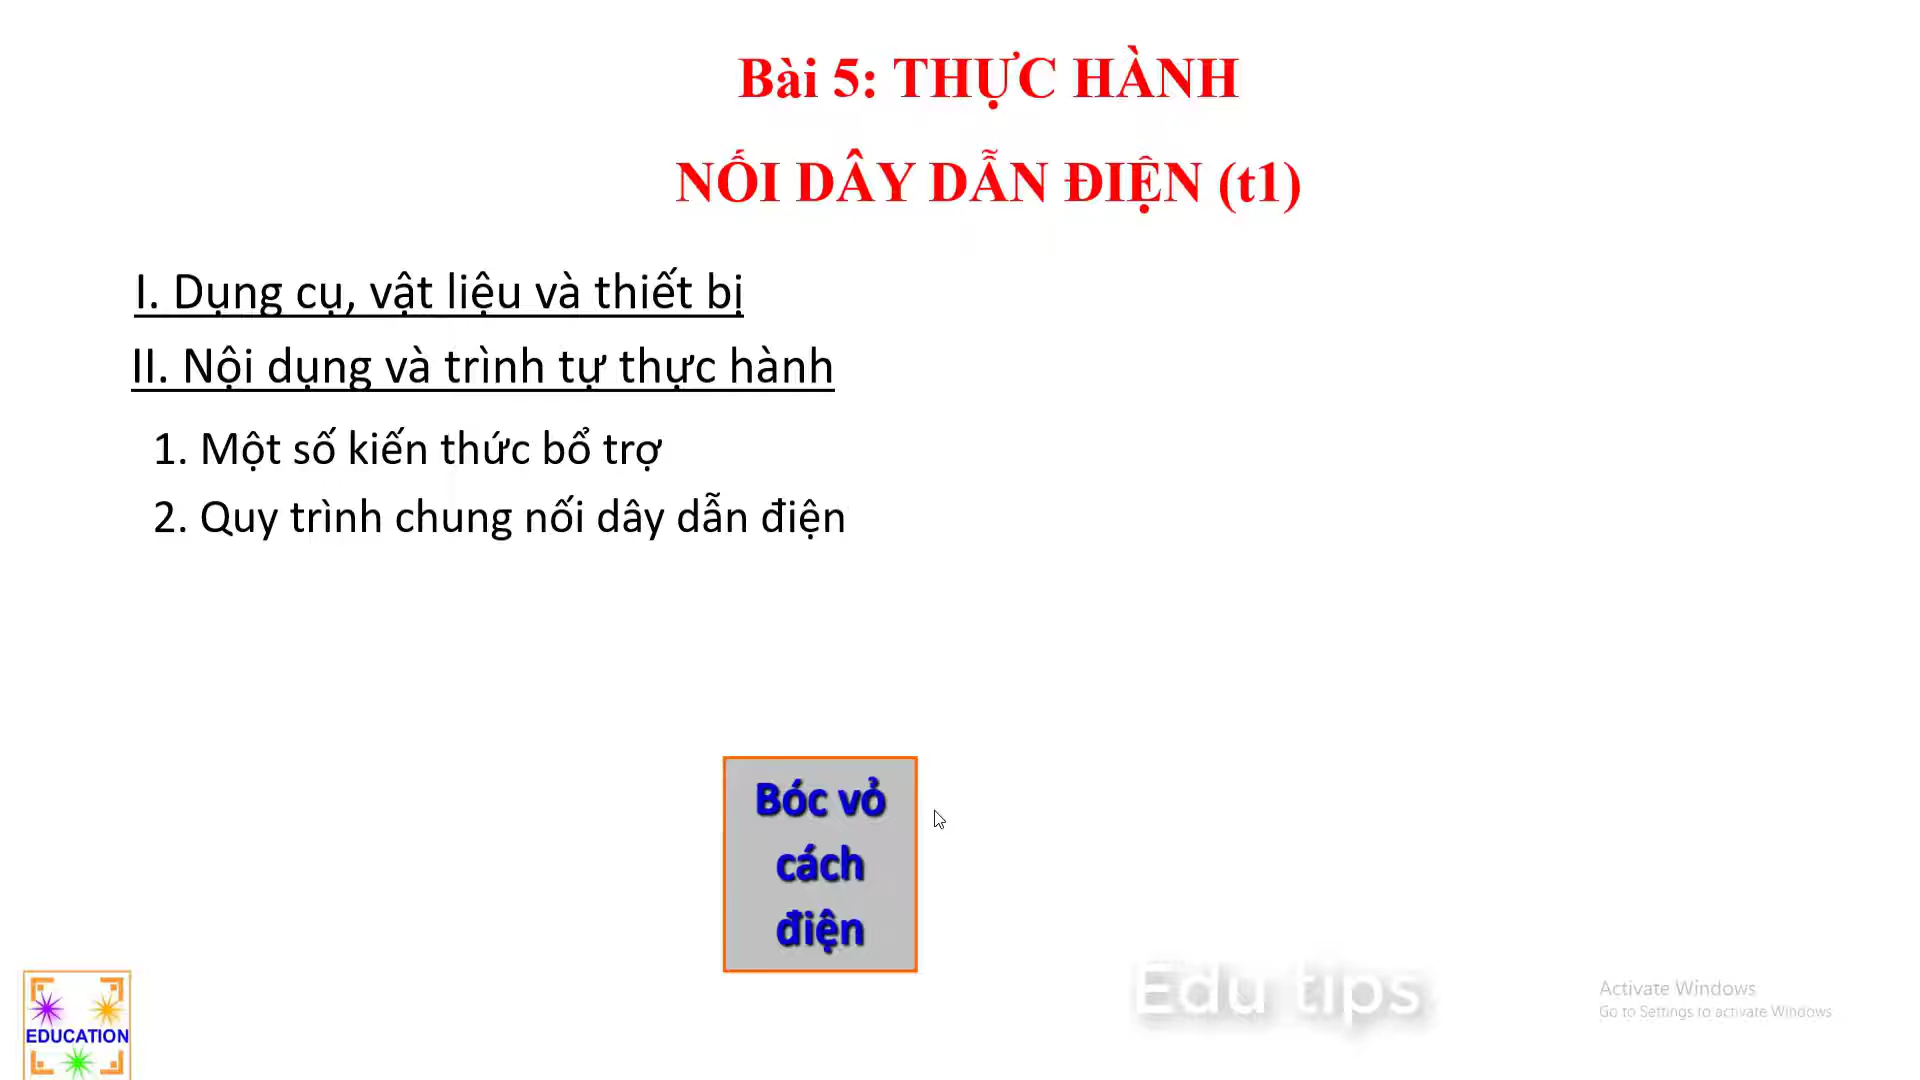 Bài 5: THỰC HÀNH
NỐI DÂY DẪN ĐIỆN (t1)
I. Dụng cụ, vật liệu và thiết bị
II. Nội dụng và trình tự thực hành
1. Một số kiến thức bổ trợ
2. Quy trình chung nối dây dẫn điện
Bóc vỏ
cách
điện
Edu tips
Activate Windows
Go to Settings to activate Windows
EDUCATION